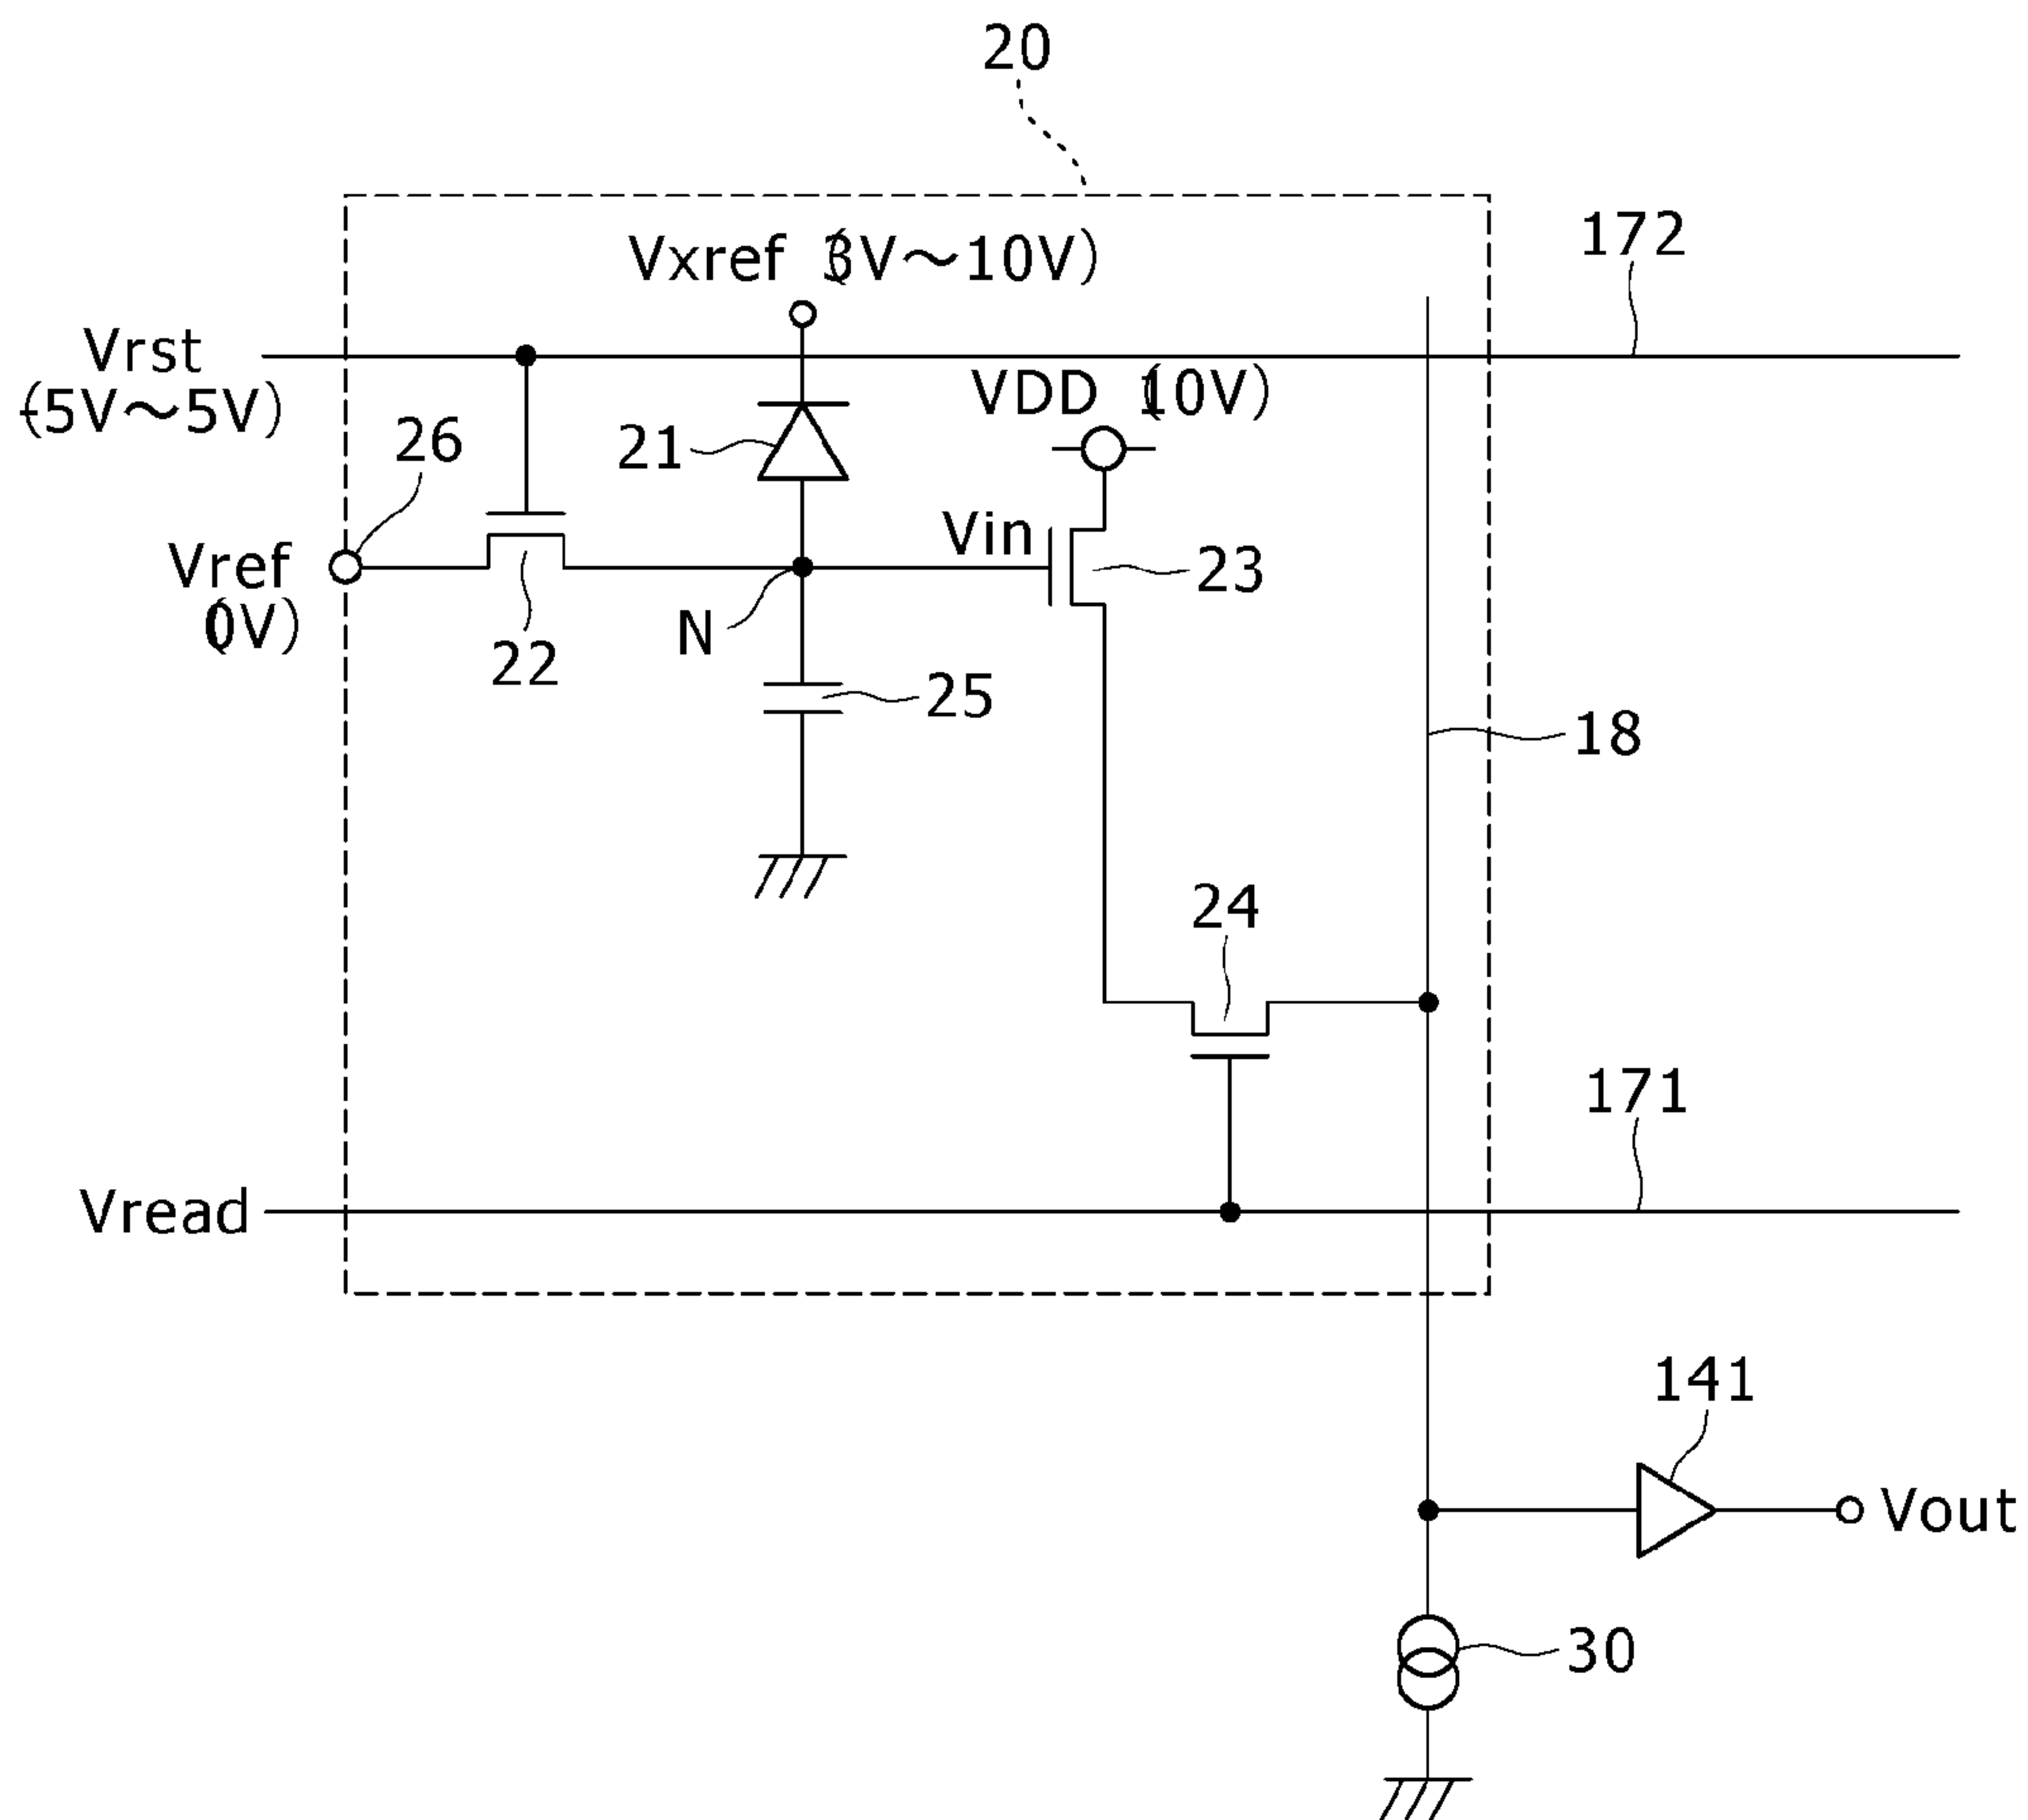 20
172
Vxref (3V～10V)
Vrst
(-5V～5V)
VDD (10V)
26
21
Vin
Vref
(0V)
23
N
22
25
18
24
171
Vread
141
Vout
30